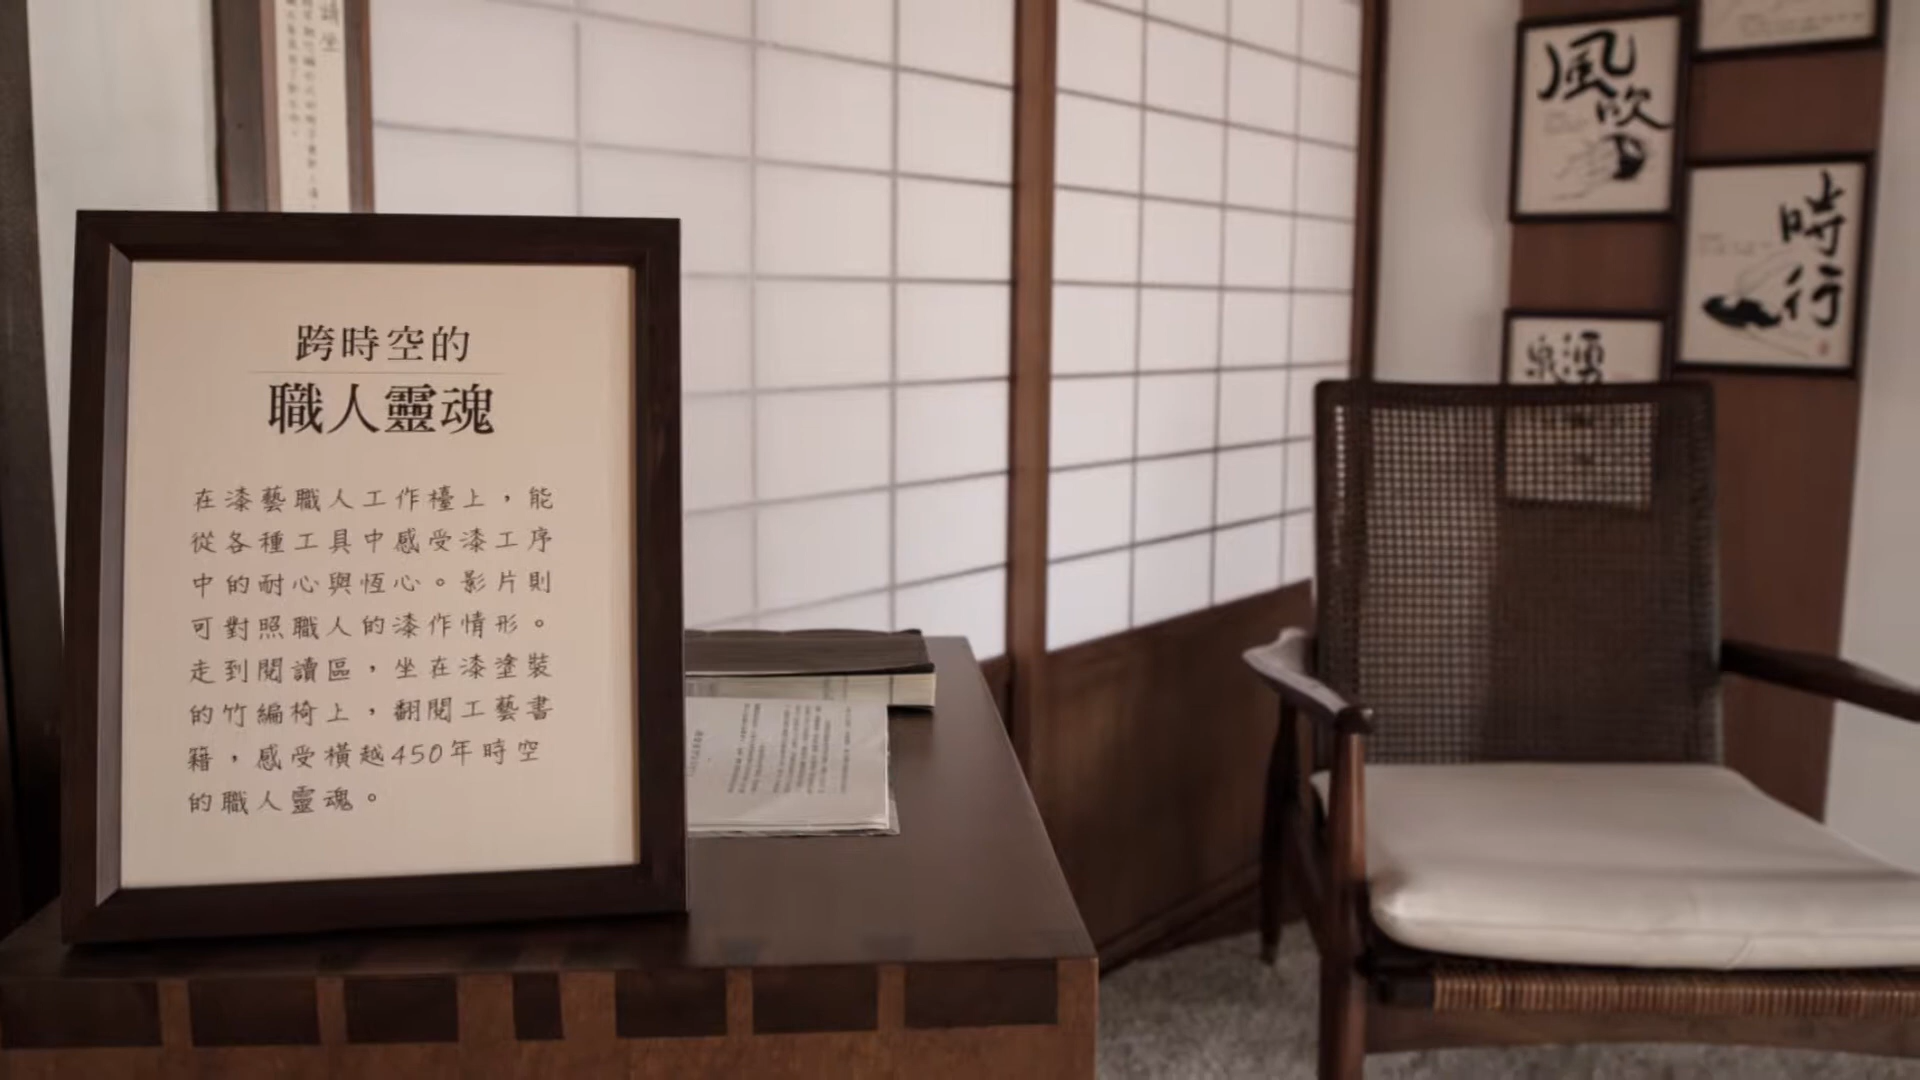 跨時空的
職人靈魂
在漆藝職人工作檯上，能
從各種工具中感受漆工序
中的耐心與恆心。影片則
可對照職人的漆作情形。
走到閱讀區，坐在漆塗裝
的竹編椅上，翻閱工藝書
籍，感受橫越450年時空
的職人靈魂。
請坐
風吹
時行
湧泉